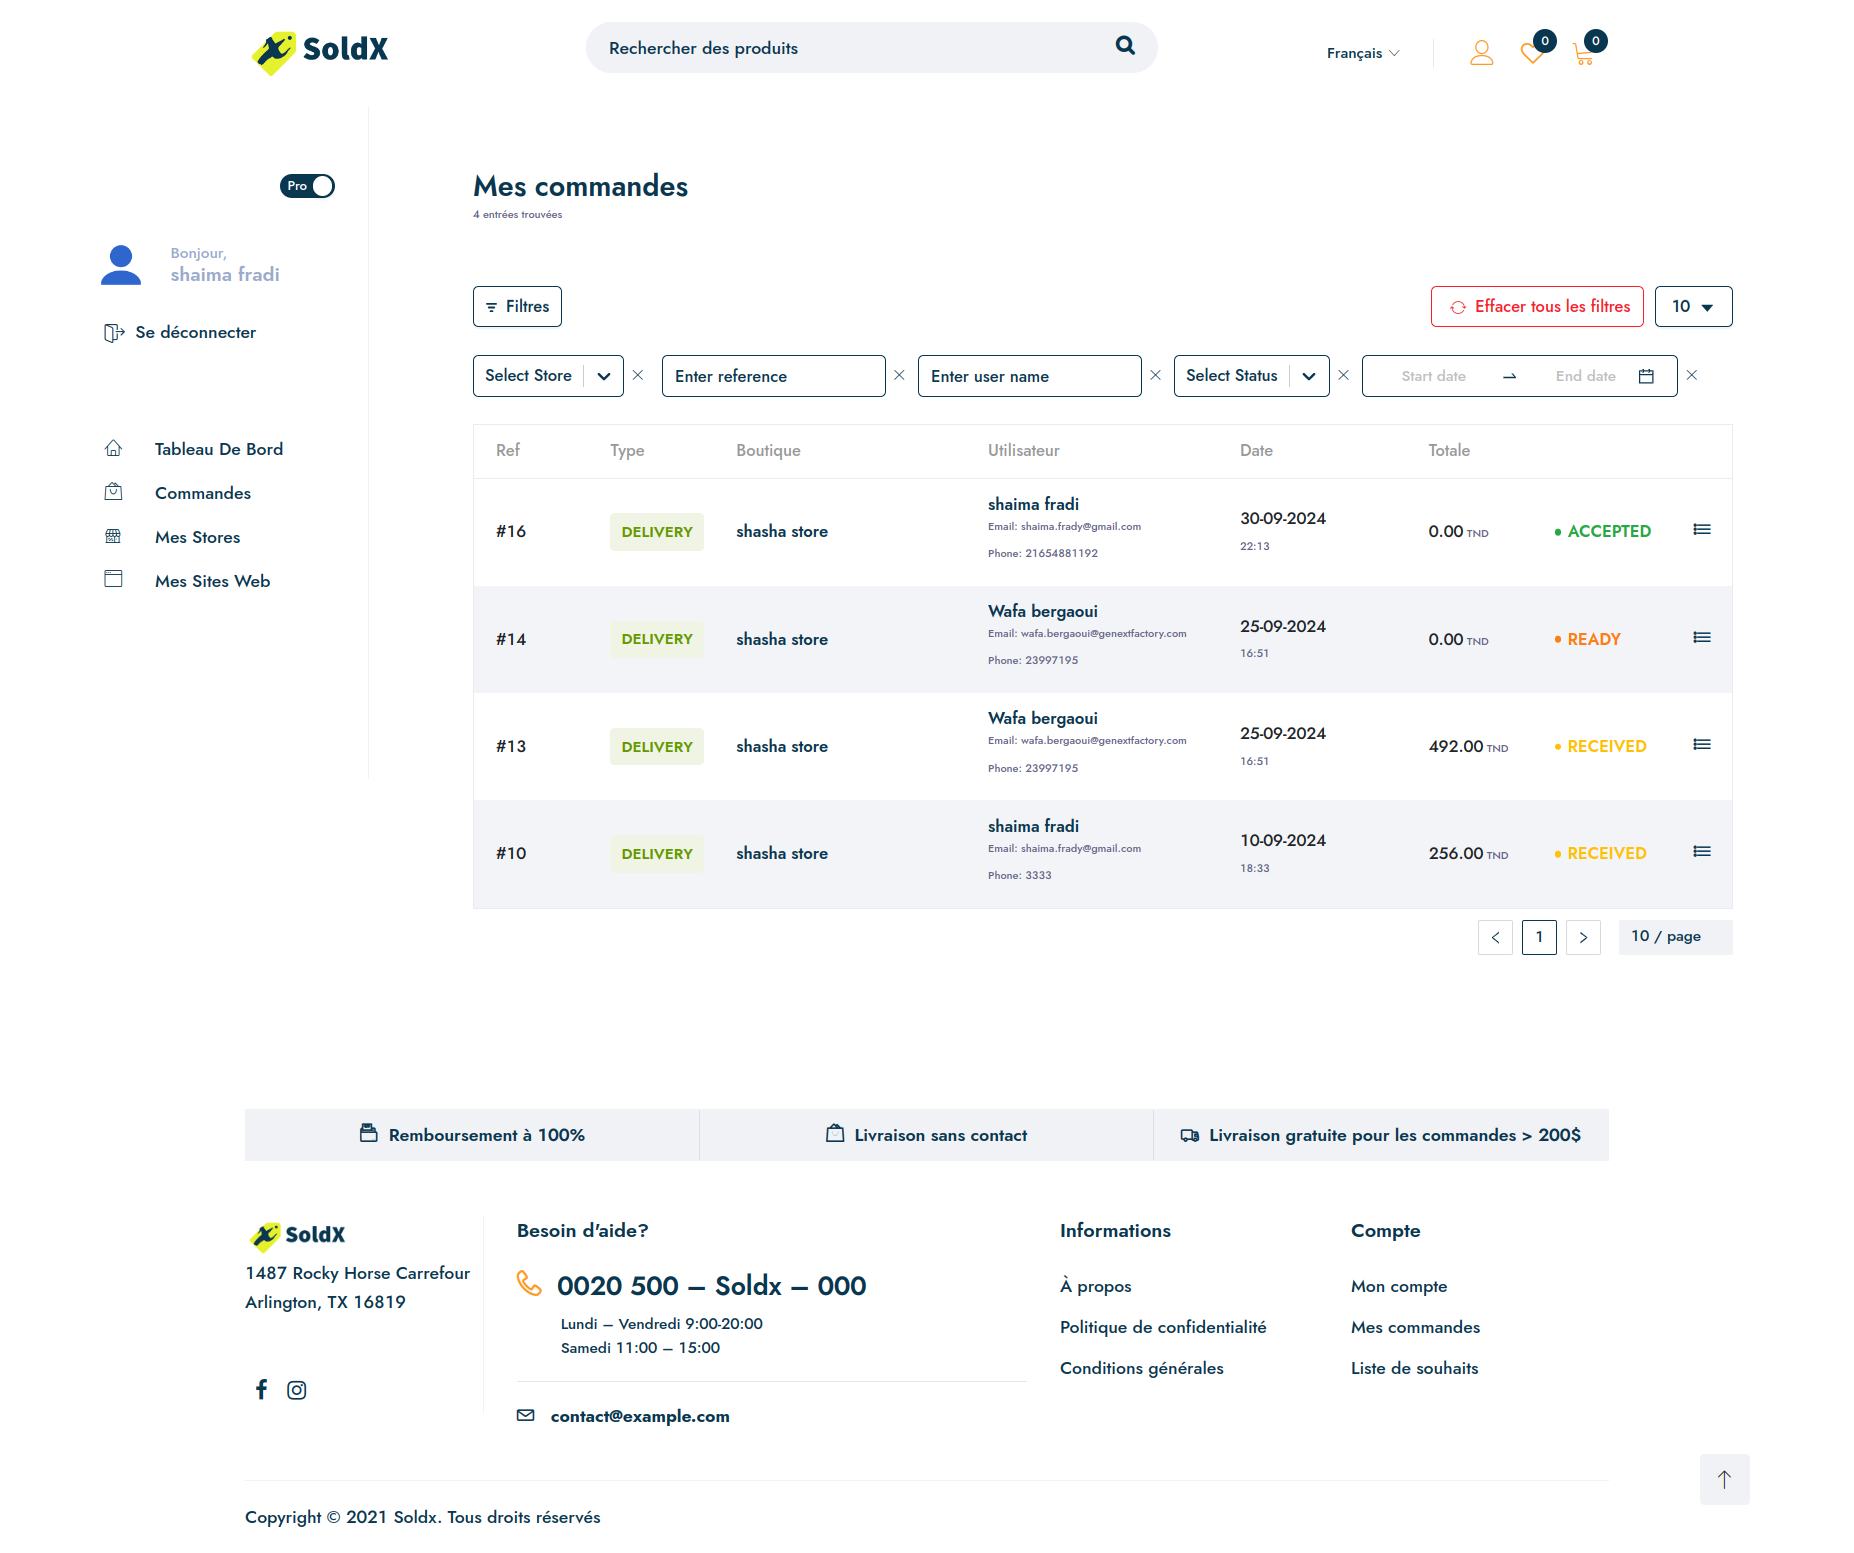 SoldX
Rechercher des produits
Français
0
0
Pro
Bonjour,
shaima fradi
Se déconnecter
Tableau De Bord
Commandes
Mes Stores
Mes Sites Web
Mes commandes
4 entrées trouvées
Filtres
Effacer tous les filtres
10
Select Store
Enter reference
Enter user name
Select Status
Start date
End date
Ref Type Boutique Utilisateur Date Totale
#16 DELIVERY shasha store
shaima fradi
Email: shaima.frady@gmail.com
Phone: 21654881192
30-09-2024
22:13
0.00 TND
ACCEPTED
#14 DELIVERY shasha store
Wafa bergaoui
Email: wafa.bergaoui@genextfactory.com
Phone: 23997195
25-09-2024
16:51
0.00 TND
READY
#13 DELIVERY shasha store
Wafa bergaoui
Email: wafa.bergaoui@genextfactory.com
Phone: 23997195
25-09-2024
16:51
492.00 TND
RECEIVED
#10 DELIVERY shasha store
shaima fradi
Email: shaima.frady@gmail.com
Phone: 3333
10-09-2024
18:33
256.00 TND
RECEIVED
< 1 > 10 / page
Remboursement à 100%
Livraison sans contact
Livraison gratuite pour les commandes > 200$
SoldX
1487 Rocky Horse Carrefour
Arlington, TX 16819
Besoin d'aide?
0020 500 – Soldx – 000
Lundi – Vendredi 9:00-20:00
Samedi 11:00 – 15:00
contact@example.com
Informations
À propos
Politique de confidentialité
Conditions générales
Compte
Mon compte
Mes commandes
Liste de souhaits
Copyright © 2021 Soldx. Tous droits réservés